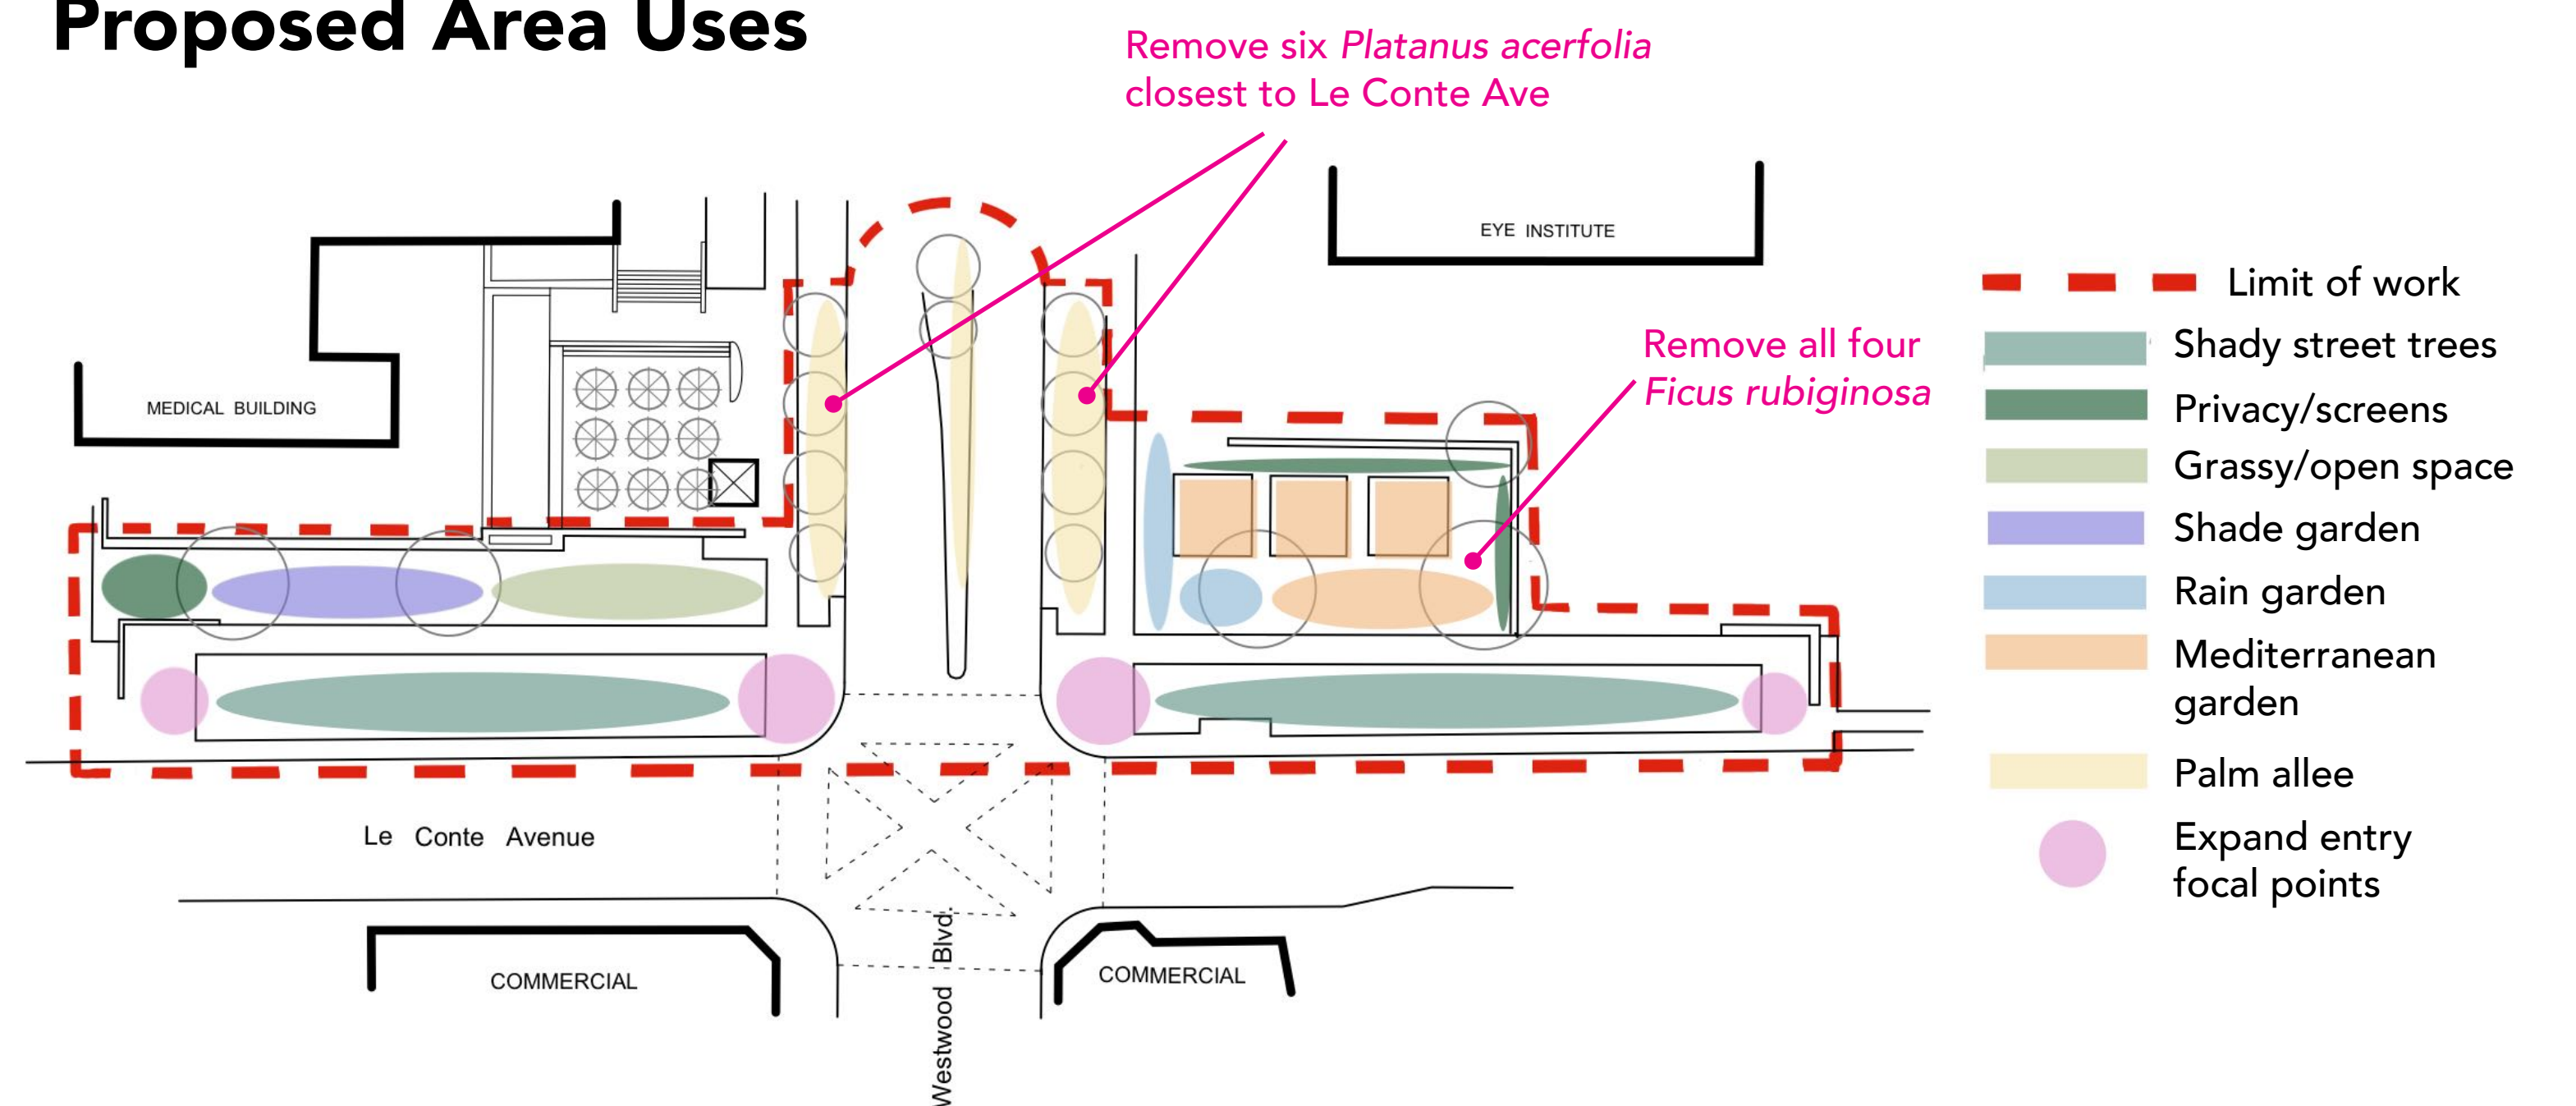 Proposed Area Uses
Remove six Platanus acerfolia
closest to Le Conte Ave
EYE INSTITUTE
MEDICAL BUILDING
Remove all four
Ficus rubiginosa
Limit of work
Shady street trees
Privacy/screens
Grassy/open space
Shade garden
Rain garden
Mediterranean
garden
Palm allee
Expand entry
focal points
Le Conte Avenue
Westwood Blvd.
COMMERCIAL
COMMERCIAL